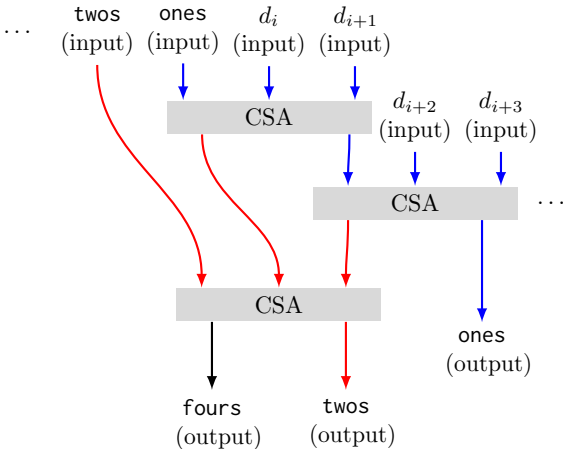 ⋯ twos ones d_i d_{i+1}
(input) (input) (input) (input)
CSA
d_{i+2} d_{i+3}
(input) (input)
CSA ⋯
CSA
ones
(output)
fours twos
(output) (output)